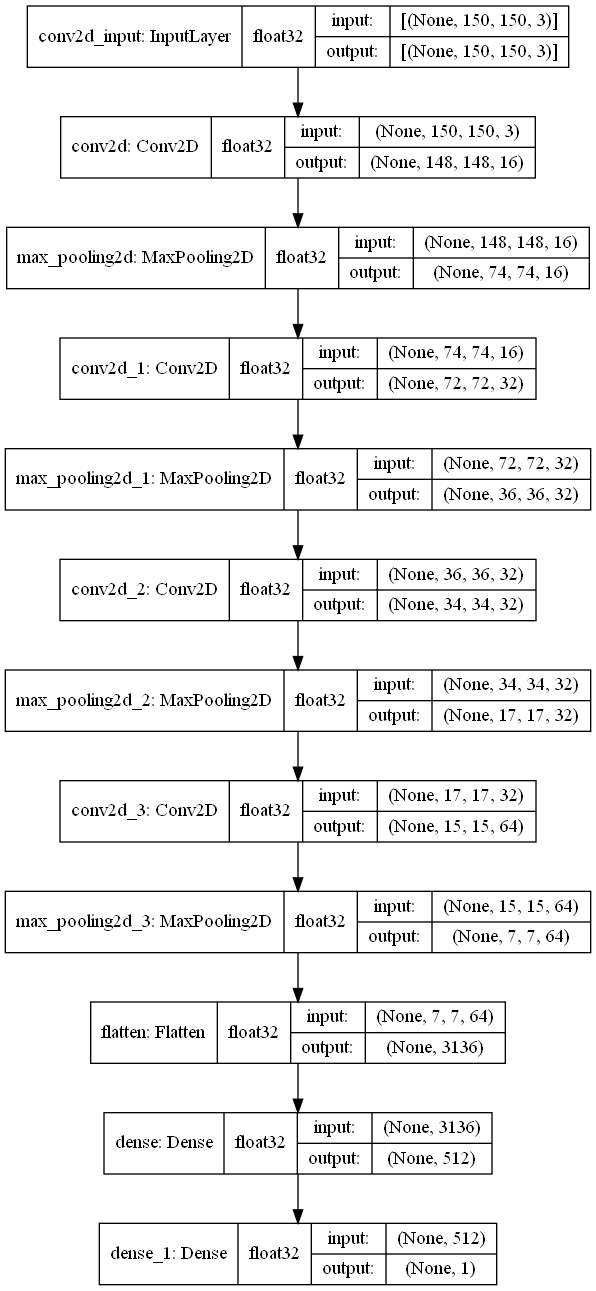 conv2d_input: InputLayer float32 input: [(None, 150, 150, 3)]
output: [(None, 150, 150, 3)]
conv2d: Conv2D float32 input: (None, 150, 150, 3)
output: (None, 148, 148, 16)
max_pooling2d: MaxPooling2D float32 input: (None, 148, 148, 16)
output: (None, 74, 74, 16)
conv2d_1: Conv2D float32 input: (None, 74, 74, 16)
output: (None, 72, 72, 32)
max_pooling2d_1: MaxPooling2D float32 input: (None, 72, 72, 32)
output: (None, 36, 36, 32)
conv2d_2: Conv2D float32 input: (None, 36, 36, 32)
output: (None, 34, 34, 32)
max_pooling2d_2: MaxPooling2D float32 input: (None, 34, 34, 32)
output: (None, 17, 17, 32)
conv2d_3: Conv2D float32 input: (None, 17, 17, 32)
output: (None, 15, 15, 64)
max_pooling2d_3: MaxPooling2D float32 input: (None, 15, 15, 64)
output: (None, 7, 7, 64)
flatten: Flatten float32 input: (None, 7, 7, 64)
output: (None, 3136)
dense: Dense float32 input: (None, 3136)
output: (None, 512)
dense_1: Dense float32 input: (None, 512)
output: (None, 1)